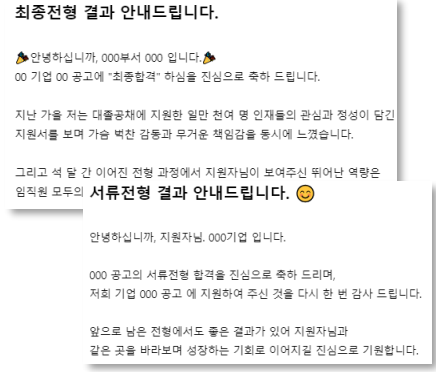 최종전형 결과 안내드립니다.
🎉안녕하십니까, 000부서 000 입니다.🎉
00 기업 00 공고에 "최종합격" 하심을 진심으로 축하 드립니다.
지난 가을 저는 대졸공채에 지원한 일만 천여 명 인재들의 관심과 정성이 담긴
지원서를 보며 가슴 벅찬 감동과 무거운 책임감을 동시에 느꼈습니다.
그리고 석 달 간 이어진 전형 과정에서 지원자님이 보여주신 뛰어난 역량은
임직원 모두의
서류전형 결과 안내드립니다. 😊
안녕하십니까, 지원자님. 000기업 입니다.
000 공고의 서류전형 합격을 진심으로 축하 드리며,
저희 기업 000 공고 에 지원하여 주신 것을 다시 한 번 감사 드립니다.
앞으로 남은 전형에서도 좋은 결과가 있어 지원자님과
같은 곳을 바라보며 성장하는 기회로 이어지길 진심으로 기원합니다.